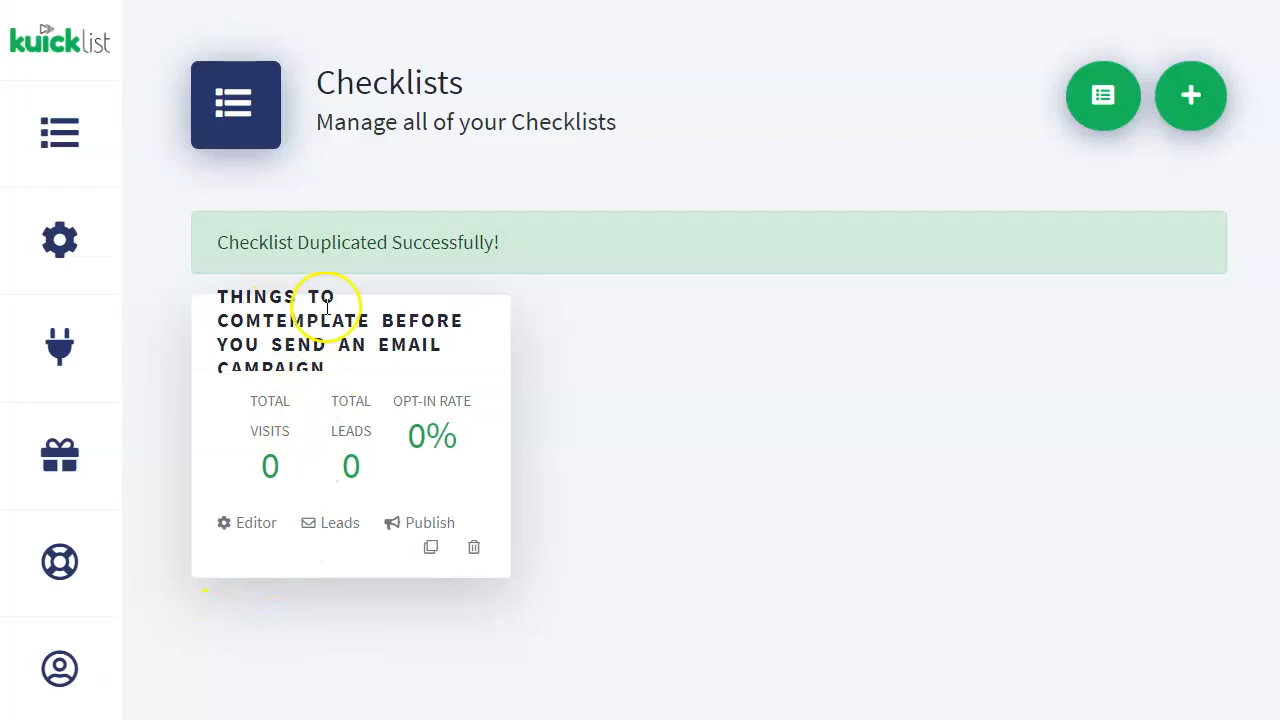 kuicklist
Checklists
Manage all of your Checklists
Checklist Duplicated Successfully!
THINGS TO
COMTEMPLATE BEFORE
YOU SEND AN EMAIL
CAMPAIGN
TOTAL
VISITS
0
TOTAL
LEADS
0
OPT-IN RATE
0%
Editor
Leads
Publish